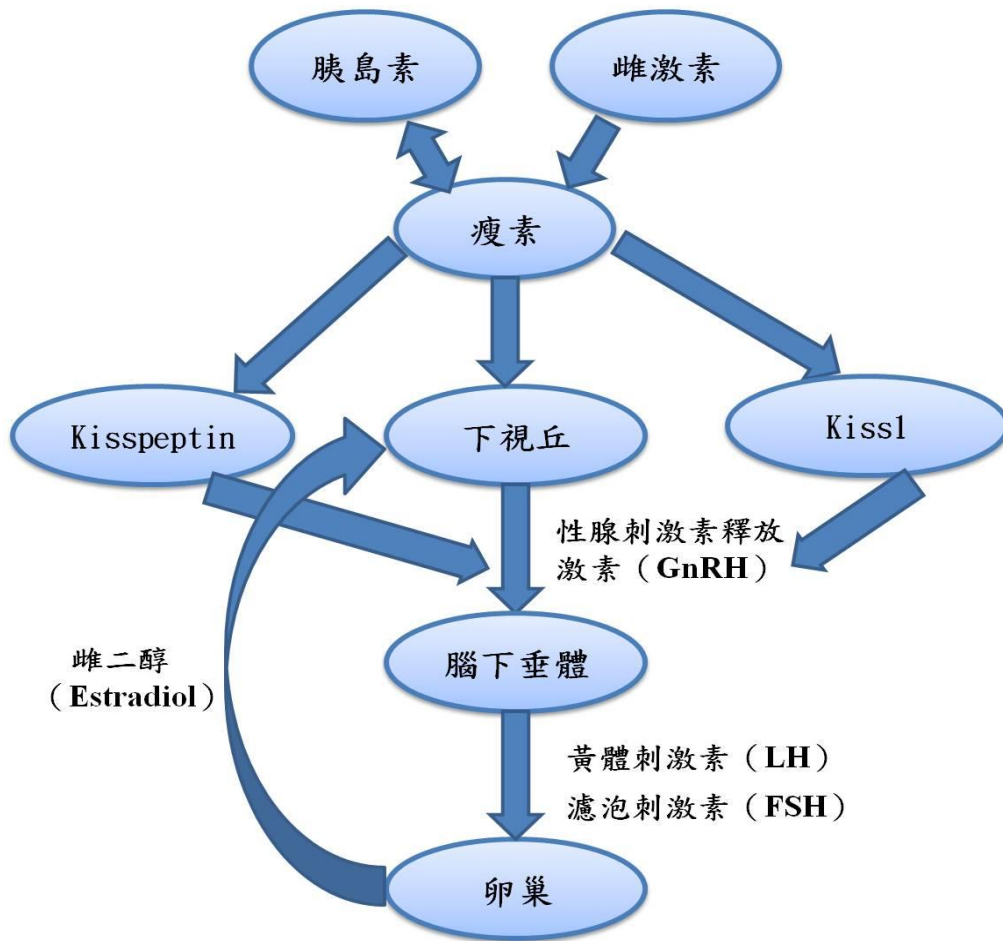 胰島素
雌激素
瘦素
Kisspeptin
下視丘
Kiss1
性腺刺激素釋放
激素（GnRH）
腦下垂體
雌二醇
（Estradiol）
黃體刺激素（LH）
濾泡刺激素（FSH）
卵巢